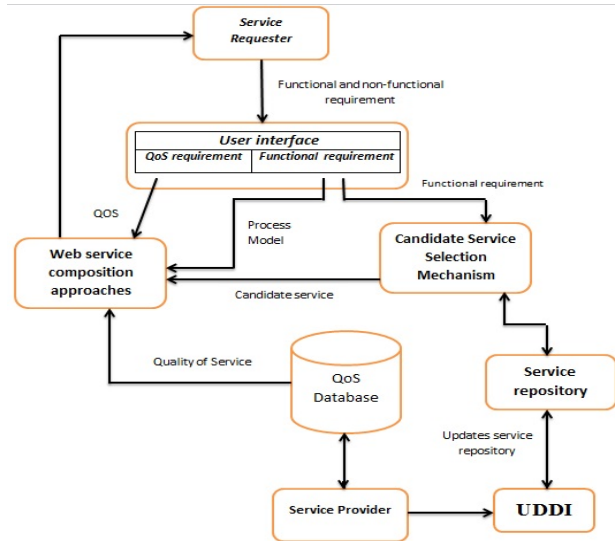 Service
Requester
Functional and non-functional
requirement
User interface
QoS requirement Functional requirement
Functional requirement
QOS
Process
Model
Web service
composition
approaches
Candidate Service
Selection
Mechanism
Candidate service
Quality of Service
QoS
Database
Service
repository
Updates service
repository
Service Provider
UDDI